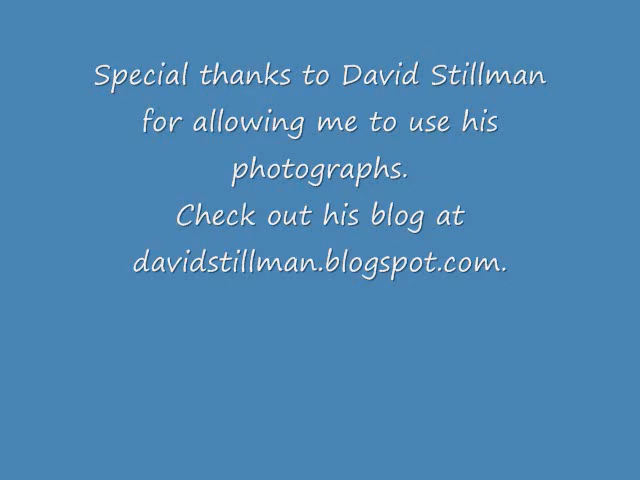 Special thanks to David Stillman
for allowing me to use his
photographs.
Check out his blog at
davidstillman.blogspot.com.